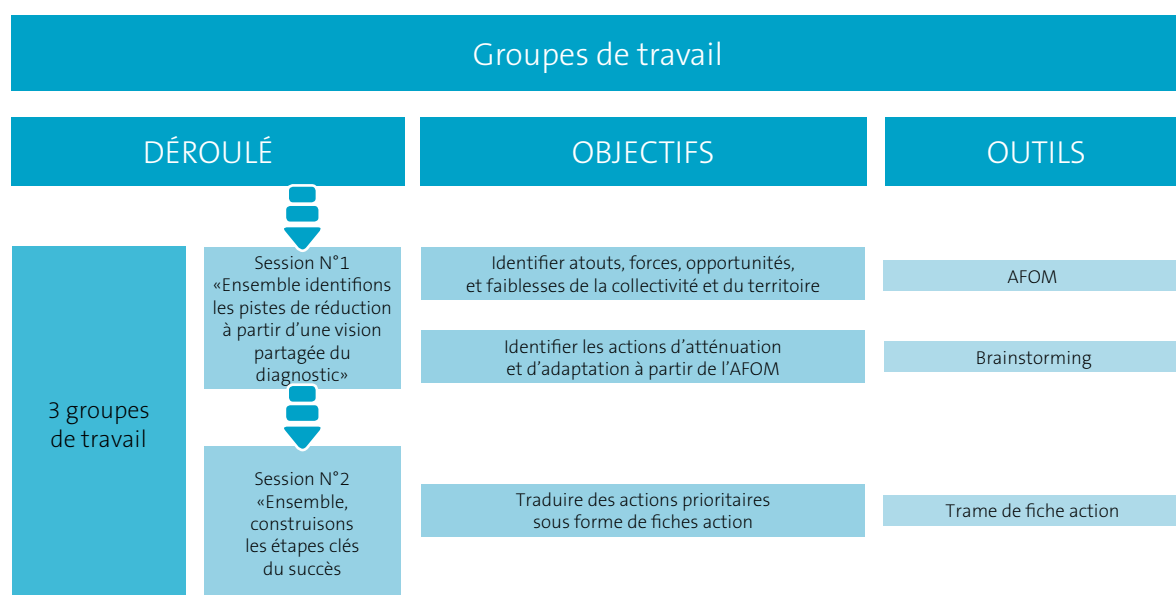 Groupes de travail
DÉROULÉ
OBJECTIFS
OUTILS
3 groupes
de travail
Session N°1
«Ensemble identifions
les pistes de réduction
à partir d’une vision
partagée du
diagnostic»
Identifier atouts, forces, opportunités,
et faiblesses de la collectivité et du territoire
AFOM
Identifier les actions d’atténuation
et d’adaptation à partir de l’AFOM
Brainstorming
Session N°2
«Ensemble,
construisons
les étapes clés
du succès
Traduire des actions prioritaires
sous forme de fiches action
Trame de fiche action